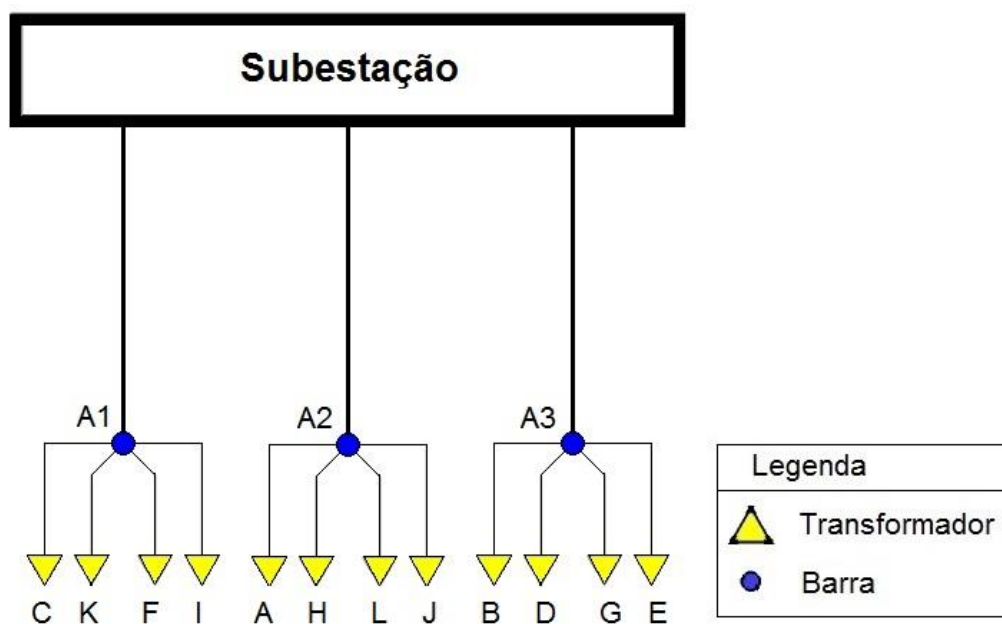 Subestação
A1 A2 A3
C K F I A H L J B D G E
Legenda
Transformador
Barra